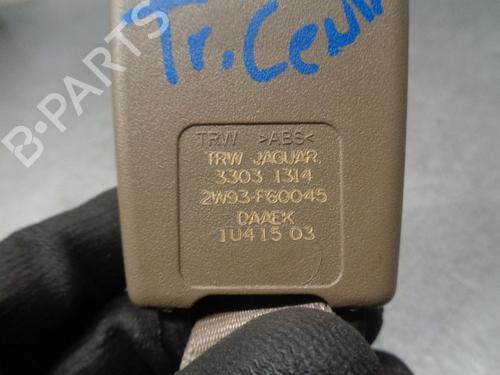 Tr. Cen
TRW >ABS<
TRW JAGUAR.
3303 1314
2W93-F60045
DAAEK
1U415 03
B-PARTS